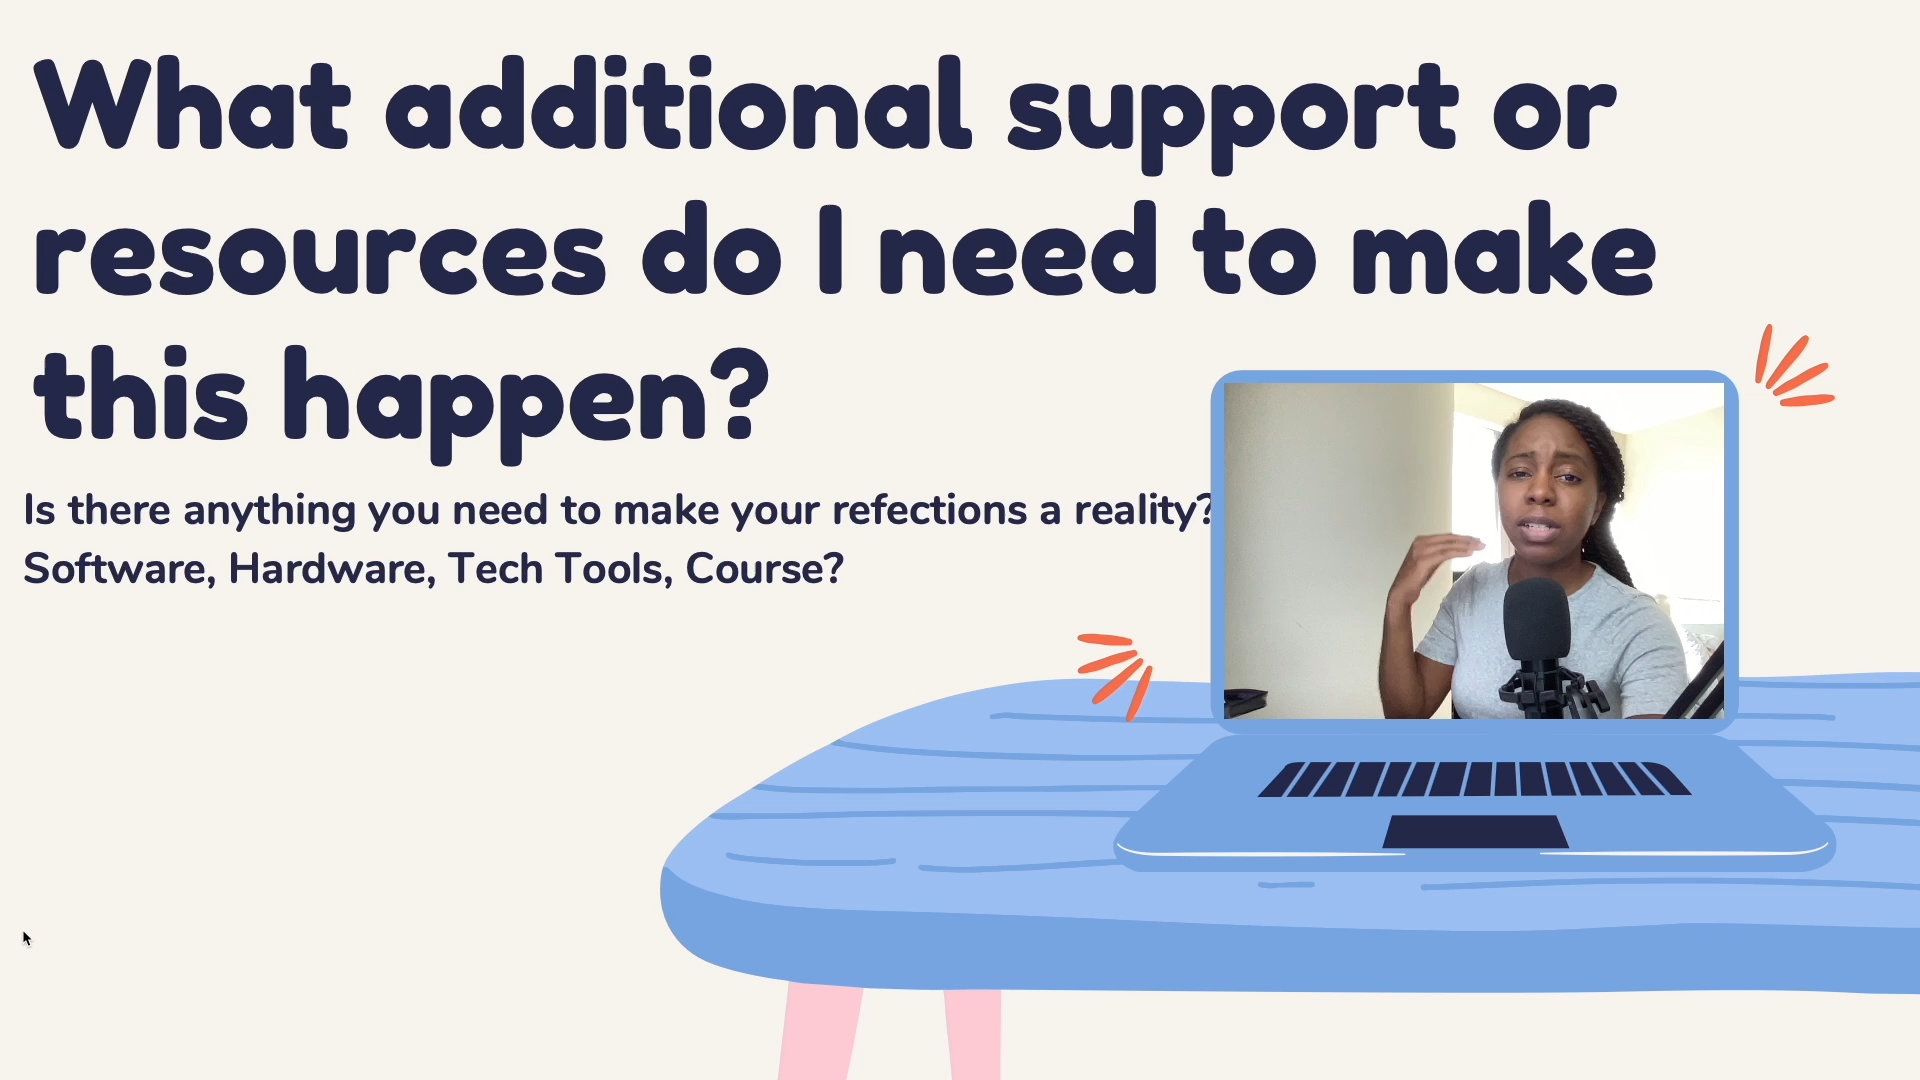 What additional support or
resources do I need to make
this happen?
Is there anything you need to make your refections a reality?
Software, Hardware, Tech Tools, Course?